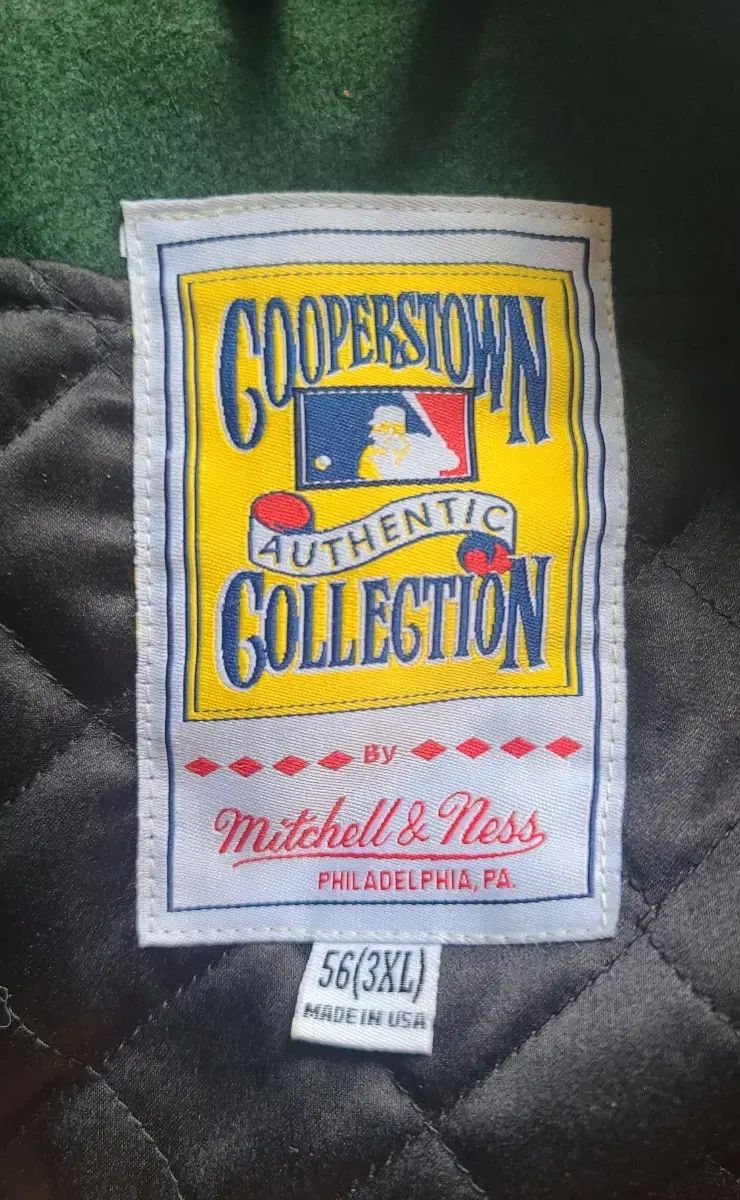 COOPERSTOWN
AUTHENTIC
COLLECTION
By
Mitchell & Ness
PHILADELPHIA, PA.
56(3XL)
MADE IN USA